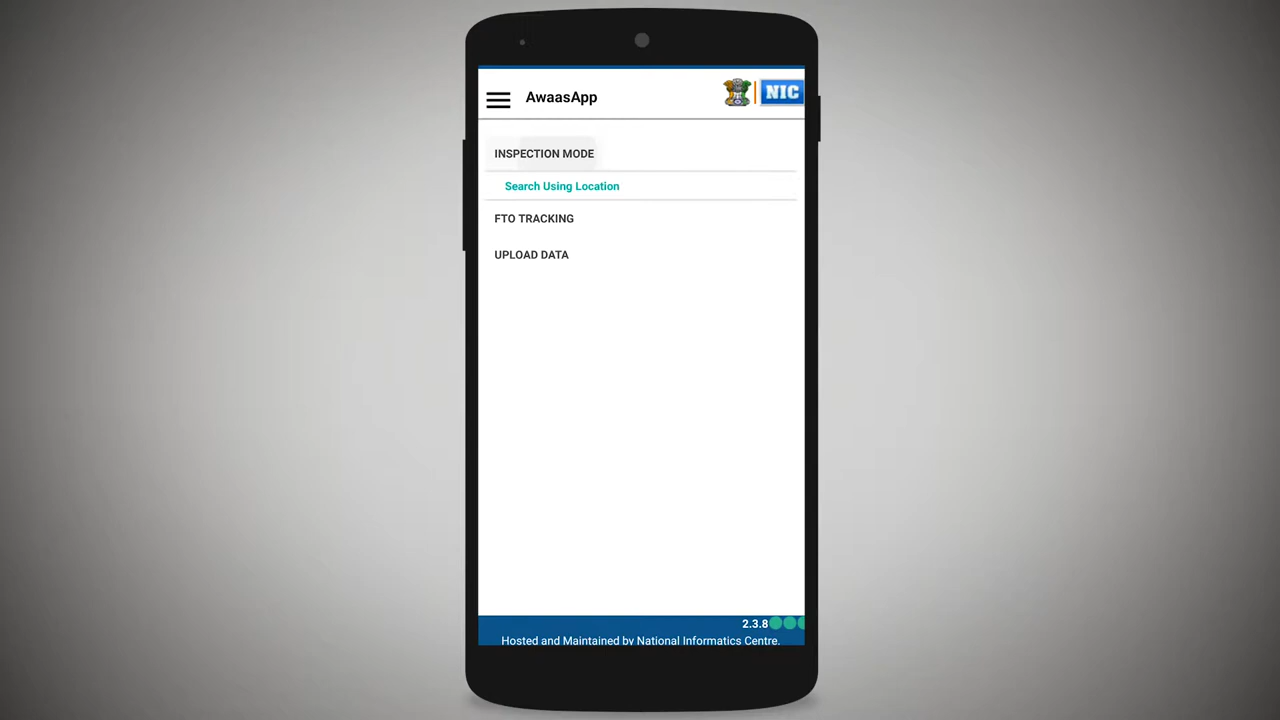 AwaasApp
NIC
INSPECTION MODE
Search Using Location
FTO TRACKING
UPLOAD DATA
2.3.8
Hosted and Maintained by National Informatics Centre.